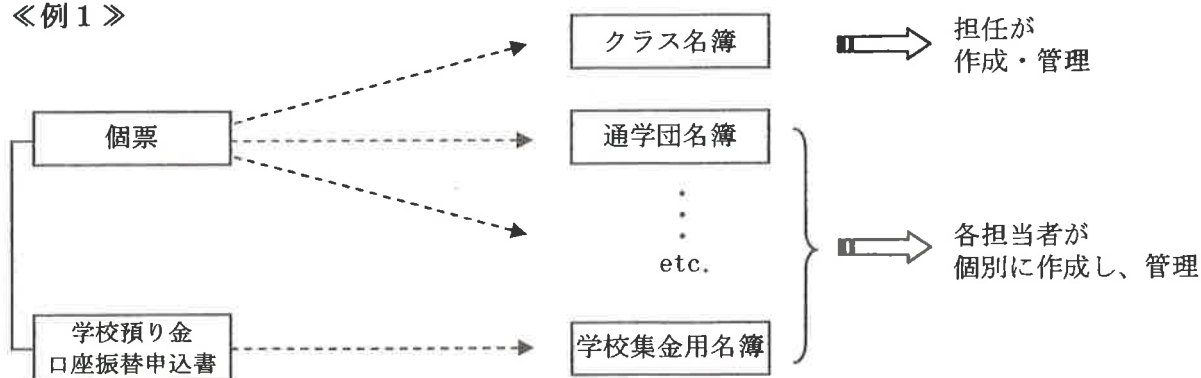 ≪例１≫
クラス名簿
担任が
作成・管理
個票
通学団名簿
etc.
各担当者が
個別に作成し、管理
学校預り金
口座振替申込書
学校集金用名簿